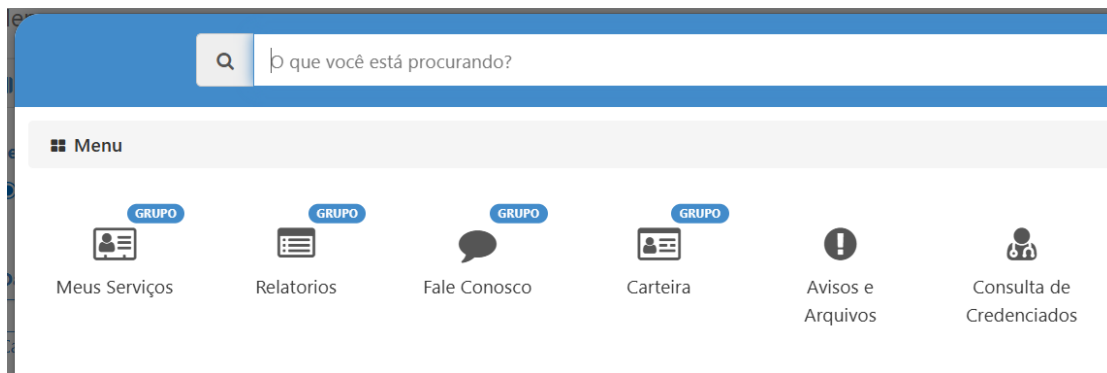 O que você está procurando?
Menu
GRUPO GRUPO GRUPO GRUPO
Meus Serviços Relatorios Fale Conosco Carteira Avisos e Consulta de
Arquivos Credenciados